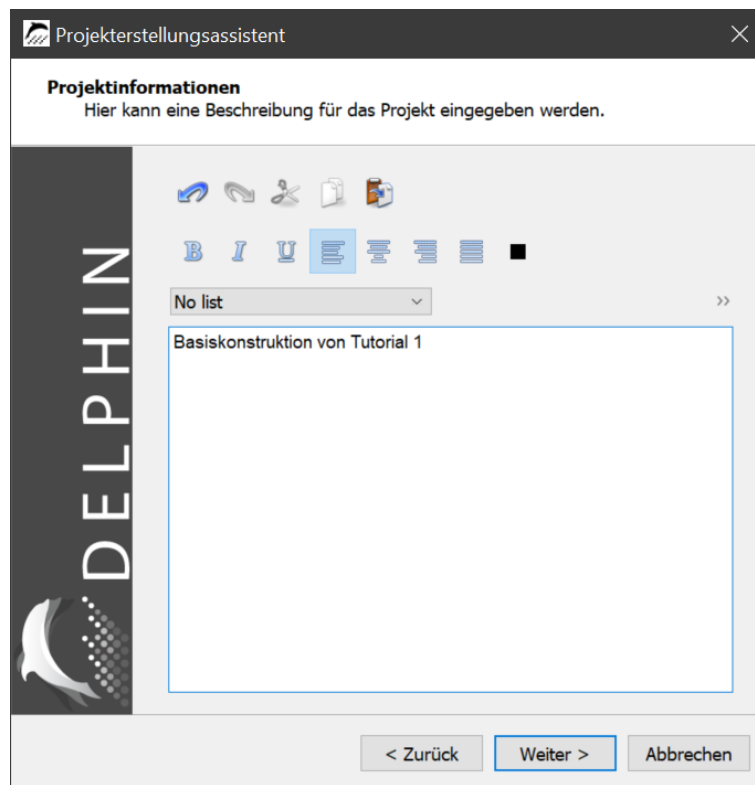 Projekterstellungsassistent
Projektinformationen
Hier kann eine Beschreibung für das Projekt eingegeben werden.
B I U
No list
Basiskonstruktion von Tutorial 1
DELPHIN
< Zurück
Weiter >
Abbrechen